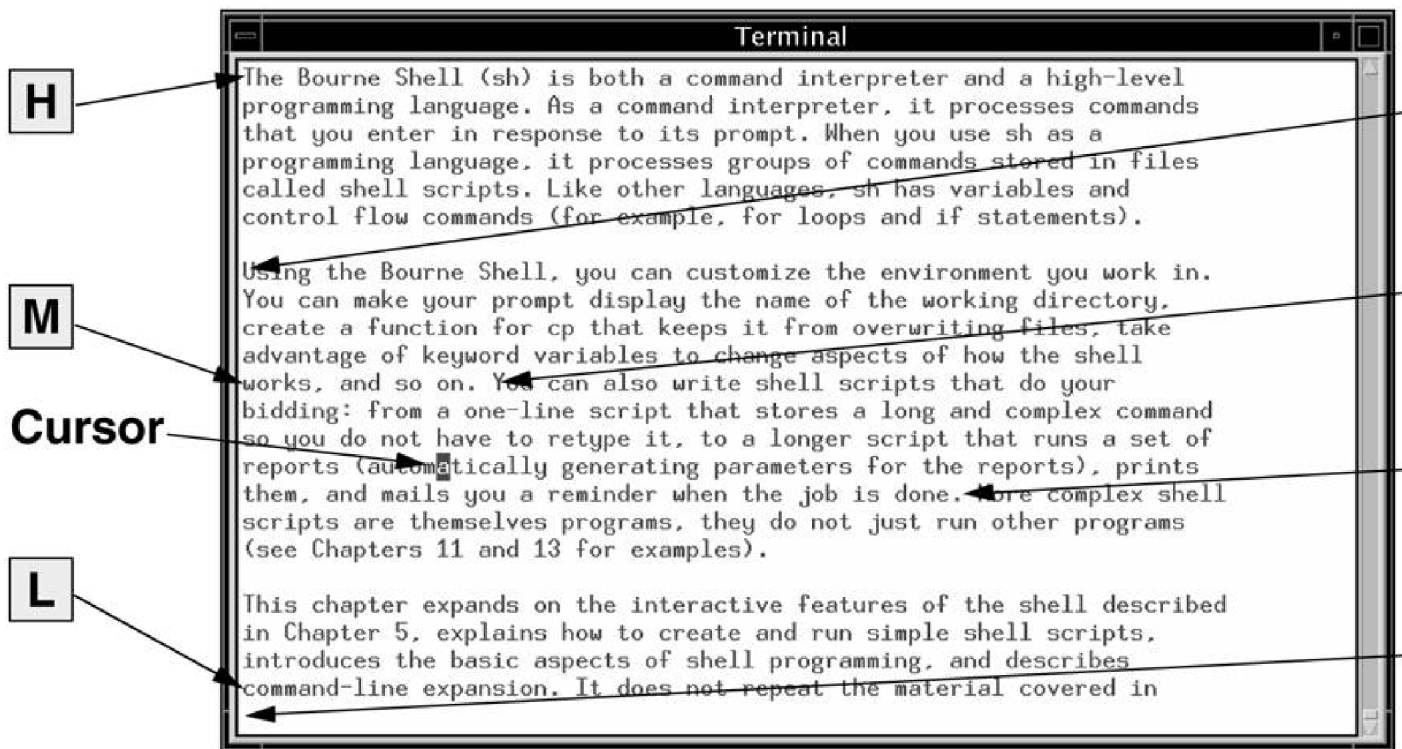 Terminal
H
The Bourne Shell (sh) is both a command interpreter and a high-level
programming language. As a command interpreter, it processes commands
that you enter in response to its prompt. When you use sh as a
programming language, it processes groups of commands stored in files
called shell scripts. Like other languages, sh has variables and
control flow commands (for example, for loops and if statements).
Using the Bourne Shell, you can customize the environment you work in.
M
You can make your prompt display the name of the working directory,
create a function for cp that keeps it from overwriting files, take
advantage of keyword variables to change aspects of how the shell
works, and so on. You can also write shell scripts that do your
bidding: from a one-line script that stores a long and complex command
Cursor
so you do not have to retype it, to a longer script that runs a set of
reports (automatically generating parameters for the reports), prints
them, and mails you a reminder when the job is done. More complex shell
scripts are themselves programs, they do not just run other programs
(see Chapters 11 and 13 for examples).
L
This chapter expands on the interactive features of the shell described
in Chapter 5, explains how to create and run simple shell scripts,
introduces the basic aspects of shell programming, and describes
command-line expansion. It does not repeat the material covered in